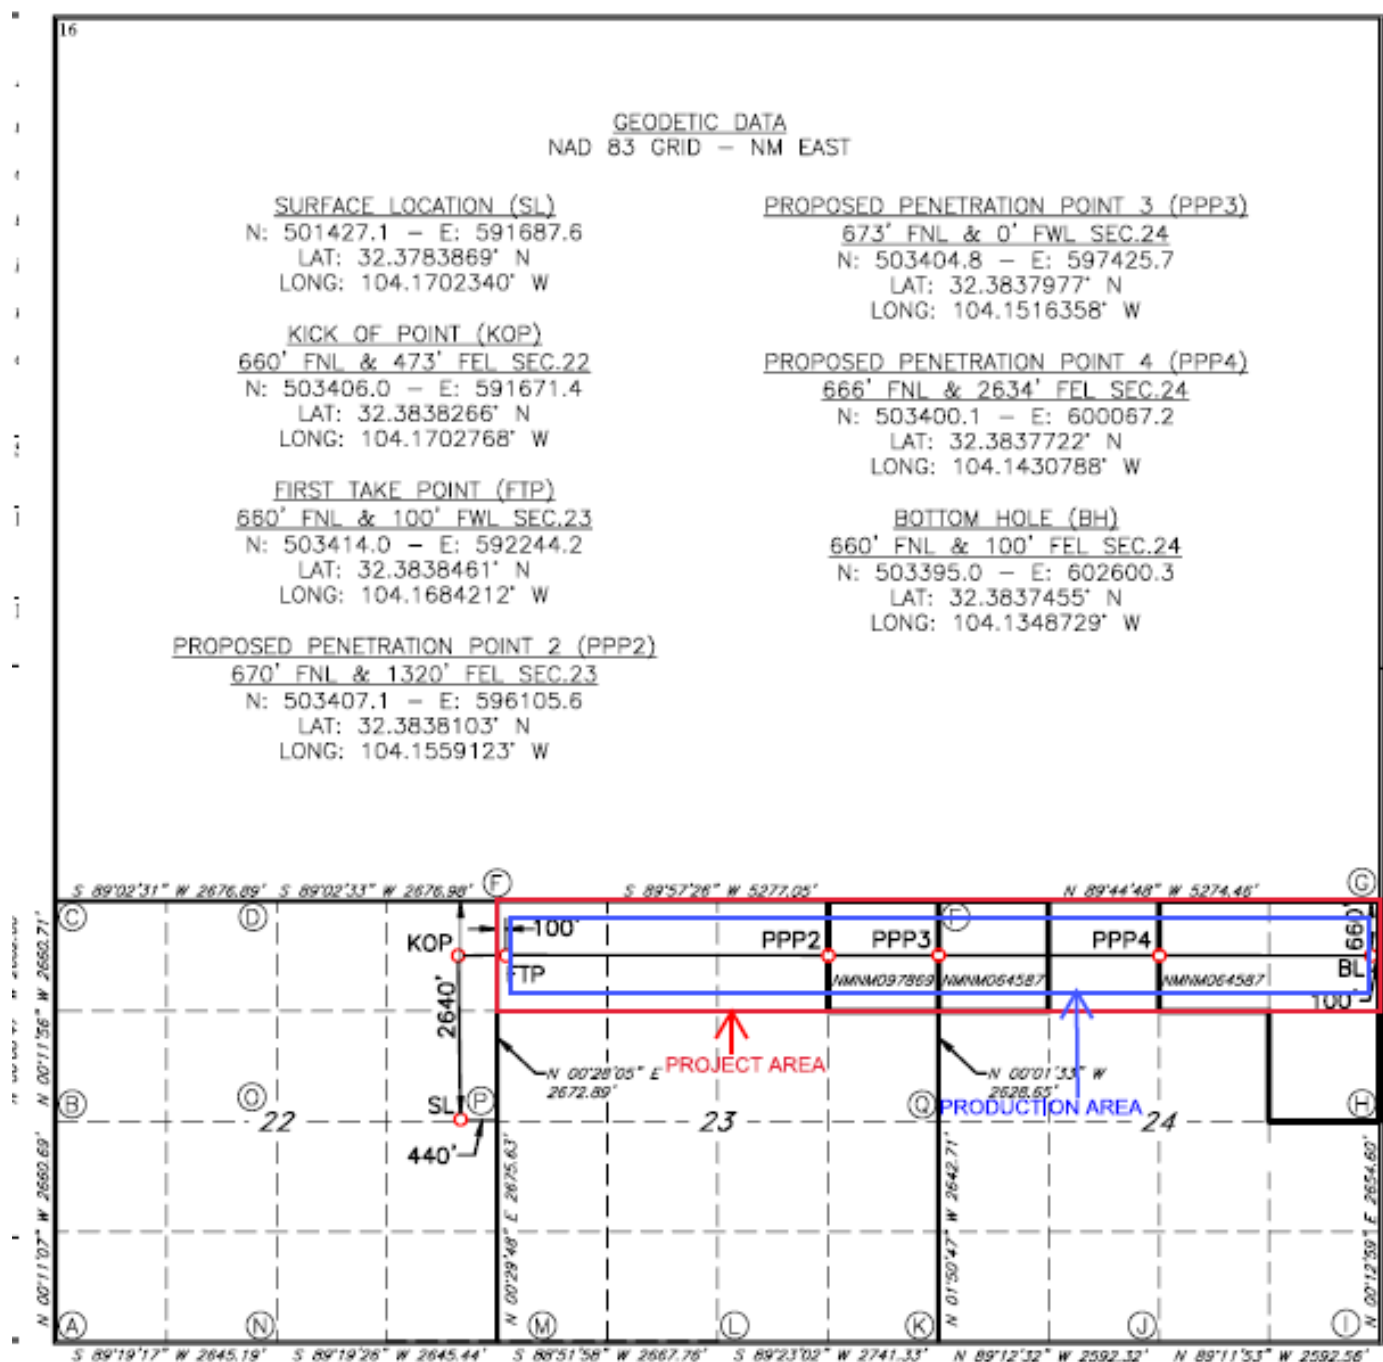 16
GEODETIC DATA
NAD 83 GRID – NM EAST
SURFACE LOCATION (SL)
N: 501427.1 – E: 591687.6
LAT: 32.3783869° N
LONG: 104.1702340° W
KICK OF POINT (KOP)
660' FNL & 473' FEL SEC.22
N: 503406.0 – E: 591671.4
LAT: 32.3838266° N
LONG: 104.1702768° W
FIRST TAKE POINT (FTP)
660' FNL & 100' FWL SEC.23
N: 503414.0 – E: 592244.2
LAT: 32.3838461° N
LONG: 104.1684212° W
PROPOSED PENETRATION POINT 2 (PPP2)
670' FNL & 1320' FEL SEC.23
N: 503407.1 – E: 596105.6
LAT: 32.3838103° N
LONG: 104.1559123° W
PROPOSED PENETRATION POINT 3 (PPP3)
673' FNL & 0' FWL SEC.24
N: 503404.8 – E: 597425.7
LAT: 32.3837977° N
LONG: 104.1516358° W
PROPOSED PENETRATION POINT 4 (PPP4)
666' FNL & 2634' FEL SEC.24
N: 503400.1 – E: 600067.2
LAT: 32.3837722° N
LONG: 104.1430788° W
BOTTOM HOLE (BH)
660' FNL & 100' FEL SEC.24
N: 503395.0 – E: 602600.3
LAT: 32.3837455° N
LONG: 104.1348729° W
S 89°02'31" W 2676.89' S 89°02'33" W 2676.98' F S 89°57'26" W 5277.05' N 89°44'48" W 5274.46' G
C D 100' F 660'
KOP PPP2 PPP3 PPP4
FTP NMNM097869 NMNM064587 NMNM064587 BL
100'
2640'
N 00°11'56" W 2660.71'
N 00°28'05" E
2672.89'
PROJECT AREA
N 00°01'33" W
2628.65'
B O SL P Q PRODUCTION AREA H
22 23 24
440'
N 00°11'07" W 2660.69'
N 00°29'48" E 2675.63'
N 01°50'47" W 2642.71'
N 00°12'59" E 2654.60'
A N M L K J I
S 89°19'17" W 2645.19' S 89°19'26" W 2645.44' S 88°51'58" W 2667.76' S 89°23'02" W 2741.33' N 89°12'32" W 2592.32' N 89°11'53" W 2592.56'